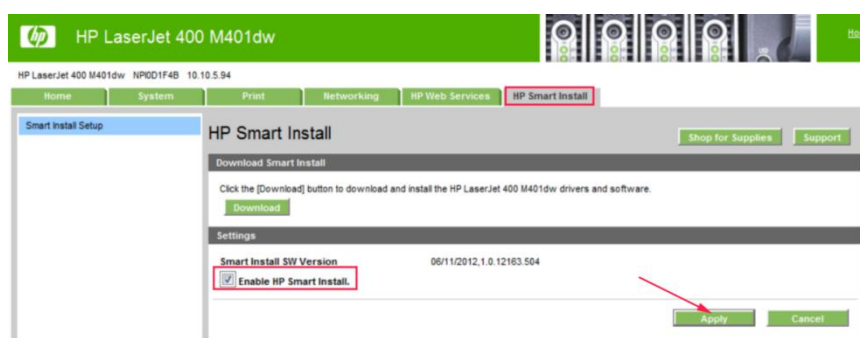 hp HP LaserJet 400 M401dw
HP LaserJet 400 M401dw NPI0D1F4B 10.10.5.94
Home System Print Networking HP Web Services HP Smart Install
Smart Install Setup
HP Smart Install
Shop for Supplies Support
Download Smart Install
Click the [Download] button to download and install the HP LaserJet 400 M401dw drivers and software.
Download
Settings
Smart Install SW Version 06/11/2012,1.0.12163.504
Enable HP Smart Install.
Apply Cancel